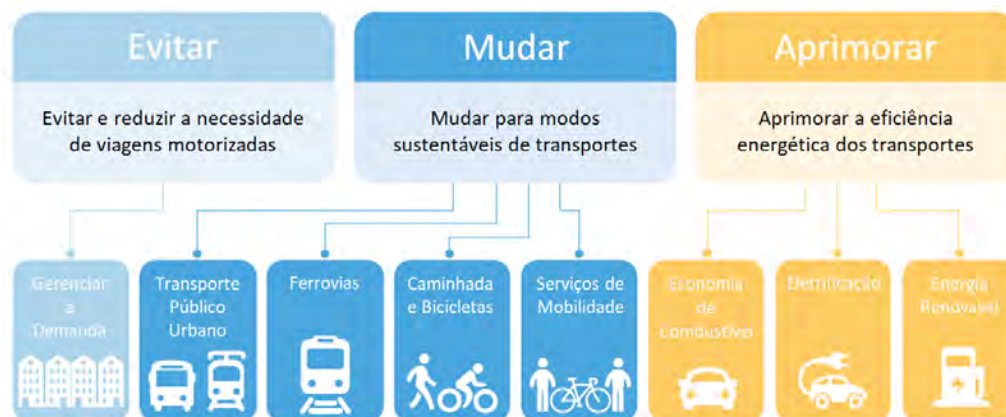 Evitar
Evitar e reduzir a necessidade
de viagens motorizadas
Mudar
Mudar para modos
sustentáveis de transportes
Aprimorar
Aprimorar a eficiência
energética dos transportes
Gerenciar
a
Demanda
Transporte
Público
Urbano
Ferrovias
Caminhada
e Bicicletas
Serviços de
Mobilidade
Economia
de
Combustível
Eletrificação
Energia
Renovável